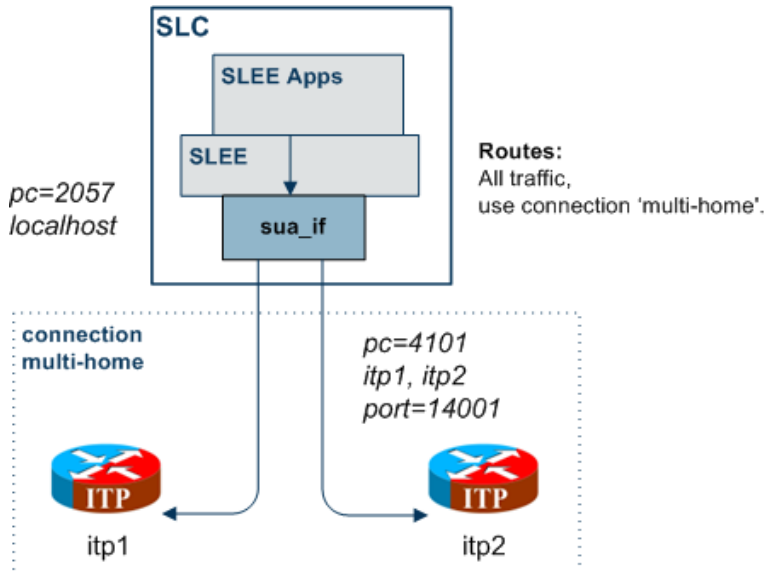 SLC
SLEE Apps
SLEE
sua_if
pc=2057
localhost
Routes:
All traffic,
use connection 'multi-home'.
connection
multi-home
pc=4101
itp1, itp2
port=14001
ITP
itp1
ITP
itp2